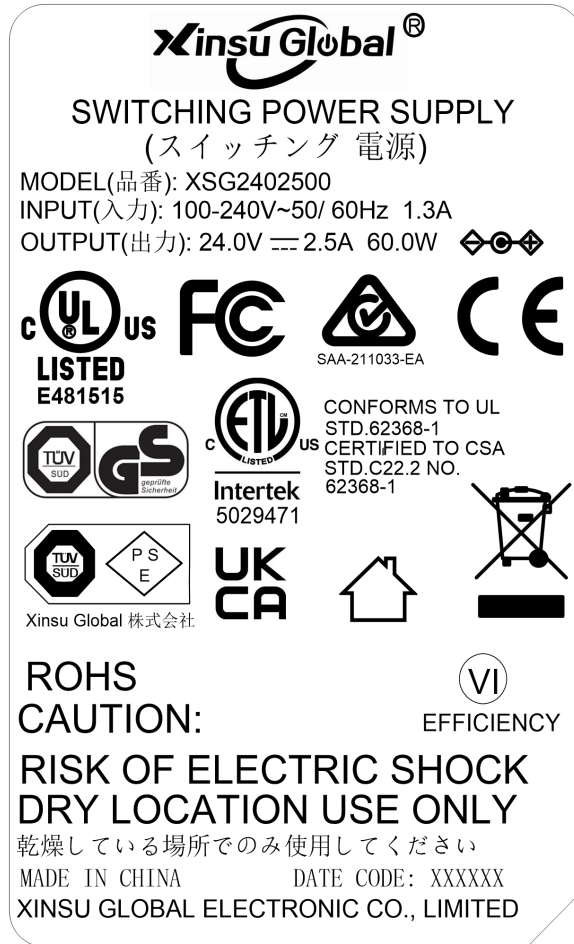 Xinsu Global®
SWITCHING POWER SUPPLY
(スイッチング 電源)
MODEL(品番): XSG2402500
INPUT(入力): 100-240V~50/ 60Hz 1.3A
OUTPUT(出力): 24.0V ⎓ 2.5A 60.0W
C UL® US
LISTED
E481515
FC
SAA-211033-EA
CE
TÜV
SÜD
GS
geprüfte
Sicherheit
C ETL CM US
LISTED
Intertek
5029471
CONFORMS TO UL
STD.62368-1
CERTIFIED TO CSA
STD.C22.2 NO.
62368-1
TÜV
SÜD
P S
E
Xinsu Global 株式会社
UK
CA
ROHS
VI
EFFICIENCY
CAUTION:
RISK OF ELECTRIC SHOCK
DRY LOCATION USE ONLY
乾燥している場所でのみ使用してください
MADE IN CHINA DATE CODE: XXXXXX
XINSU GLOBAL ELECTRONIC CO., LIMITED